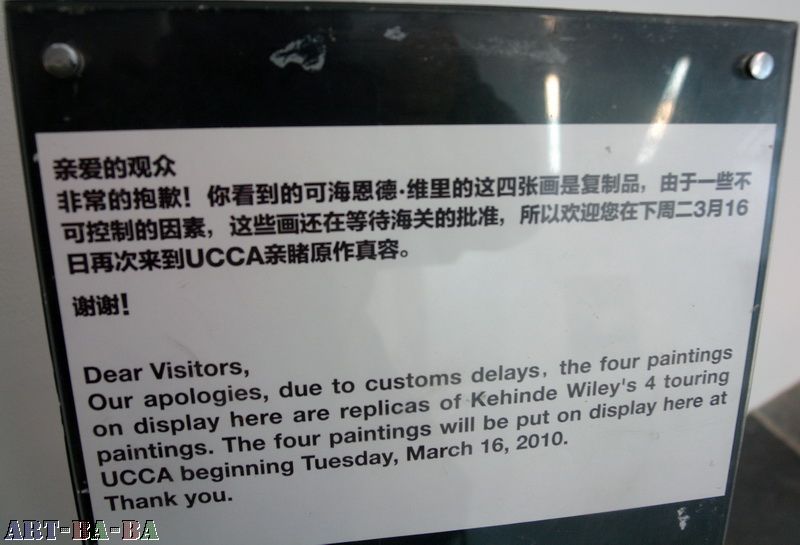 亲爱的观众
非常的抱歉！你看到的可海恩德·维里的这四张画是复制品，由于一些不
可控制的因素，这些画还在等待海关的批准，所以欢迎您在下周二3月16
日再次来到UCCA亲睹原作真容。
谢谢！
Dear Visitors,
Our apologies, due to customs delays, the four paintings
on display here are replicas of Kehinde Wiley's 4 touring
paintings. The four paintings will be put on display here at
UCCA beginning Tuesday, March 16, 2010.
Thank you.
ART-BA-BA